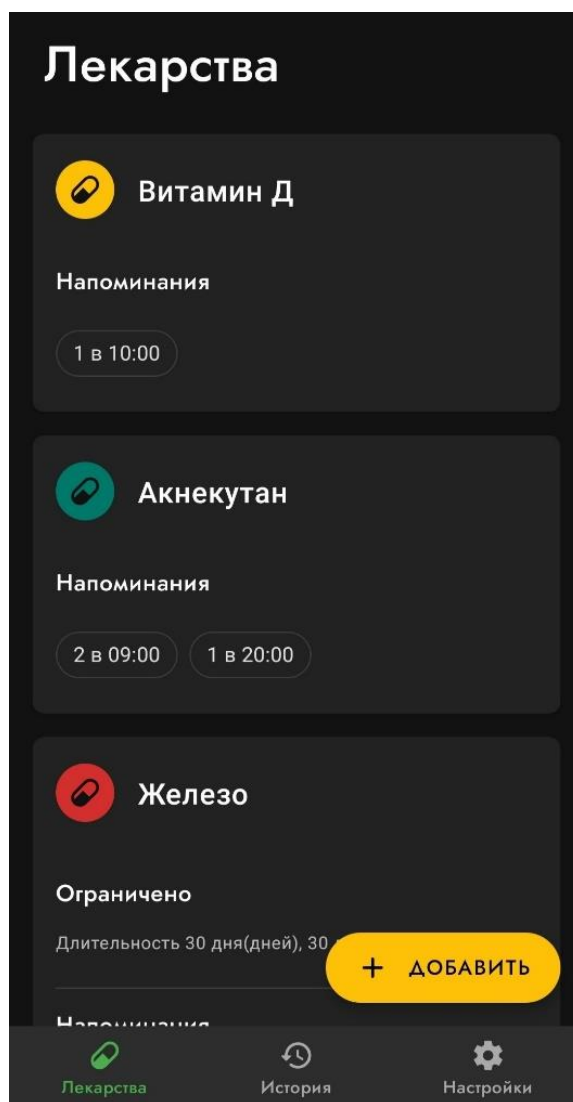 Лекарства
Витамин Д
Напоминания
1 в 10:00
Акнекутан
Напоминания
2 в 09:00 1 в 20:00
Железо
Ограничено
Длительность 30 дня(дней), 30
+ ДОБАВИТЬ
Напоминания
Лекарства История Настройки